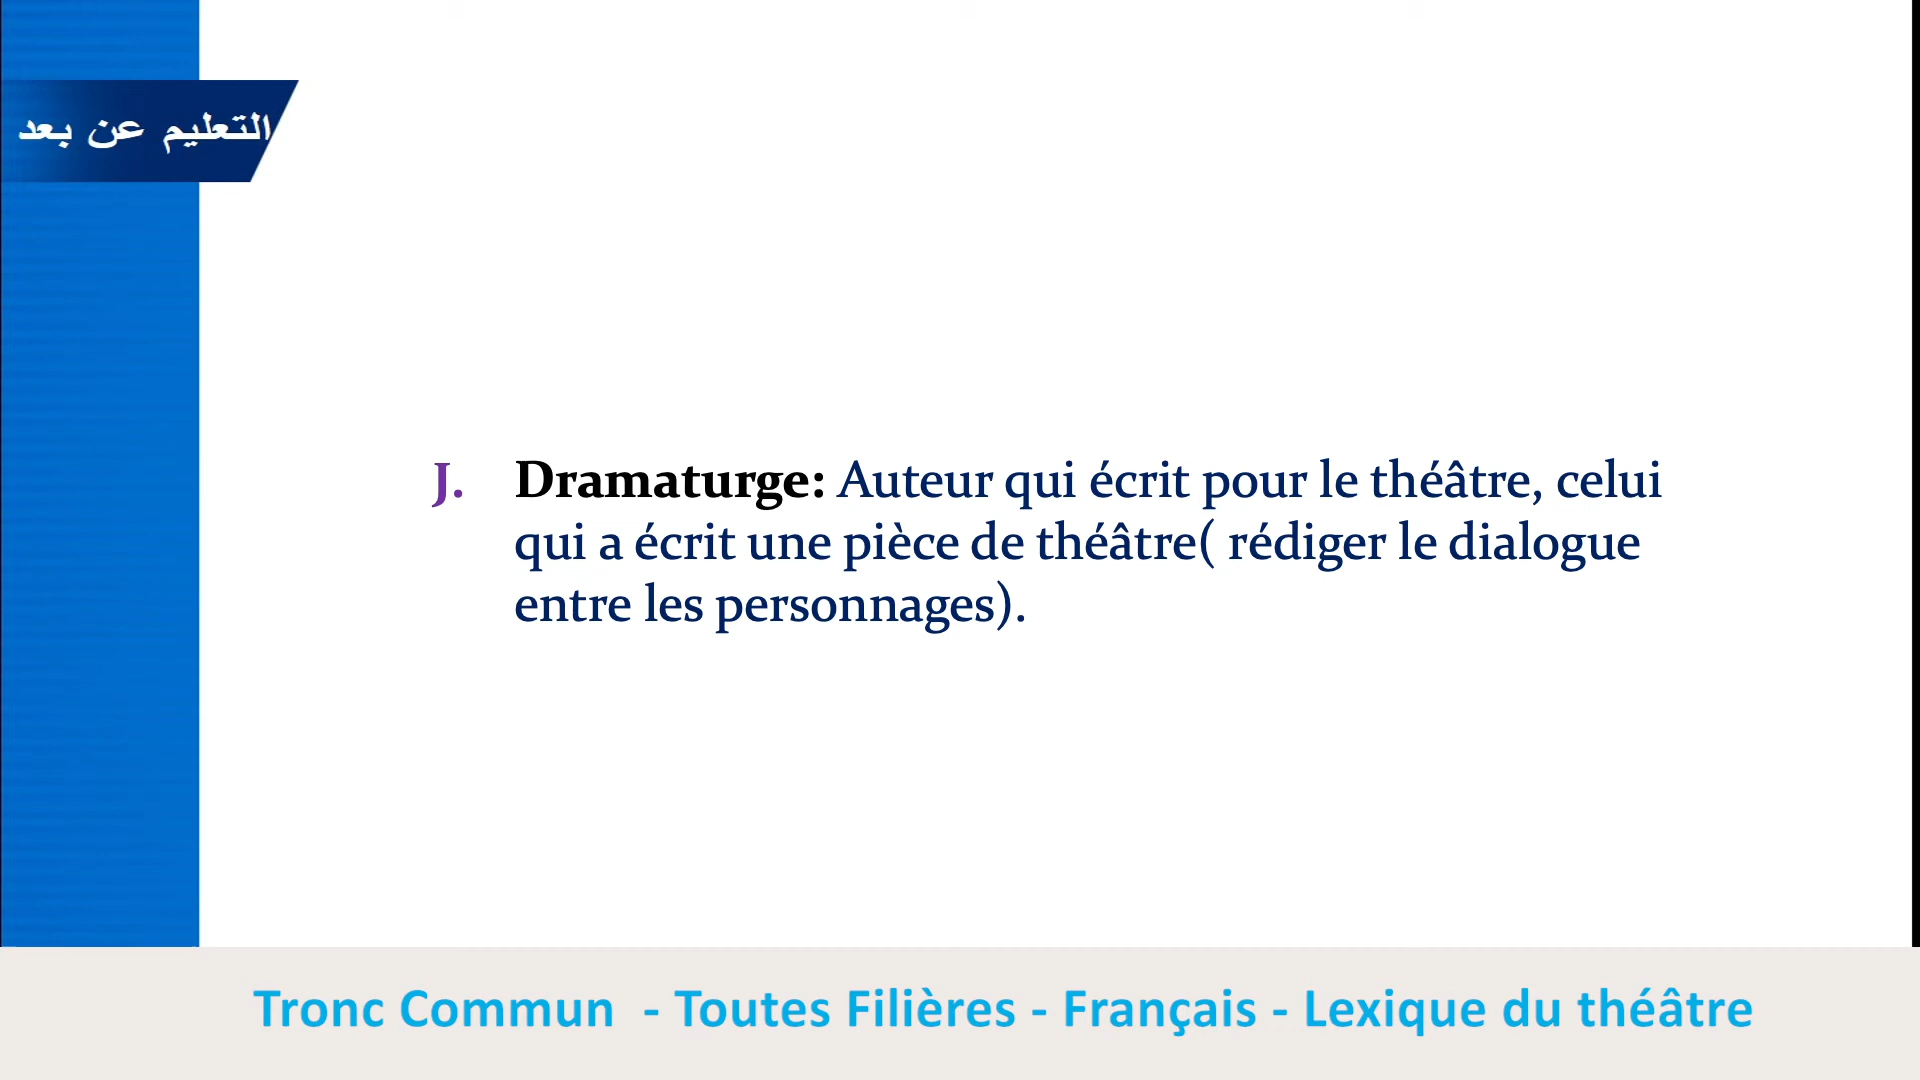 التعليم عن بعد
J. Dramaturge: Auteur qui écrit pour le théâtre, celui
qui a écrit une pièce de théâtre( rédiger le dialogue
entre les personnages).
Tronc Commun - Toutes Filières - Français - Lexique du théâtre